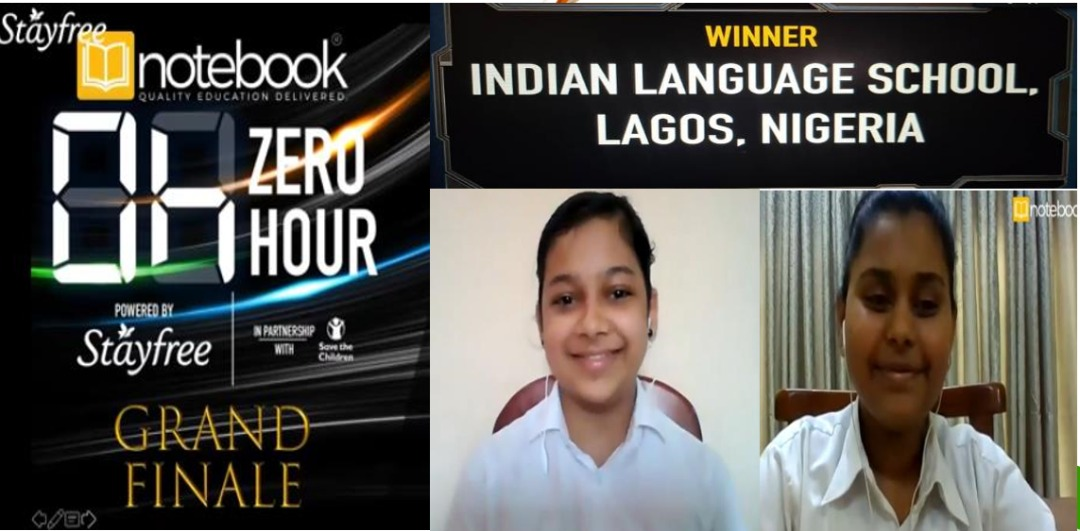 Stayfree
notebook
QUALITY EDUCATION DELIVERED
ZERO
HOUR
POWERED BY
Stayfree
IN PARTNERSHIP
WITH
Save the
Children
GRAND
FINALE
WINNER
INDIAN LANGUAGE SCHOOL,
LAGOS, NIGERIA